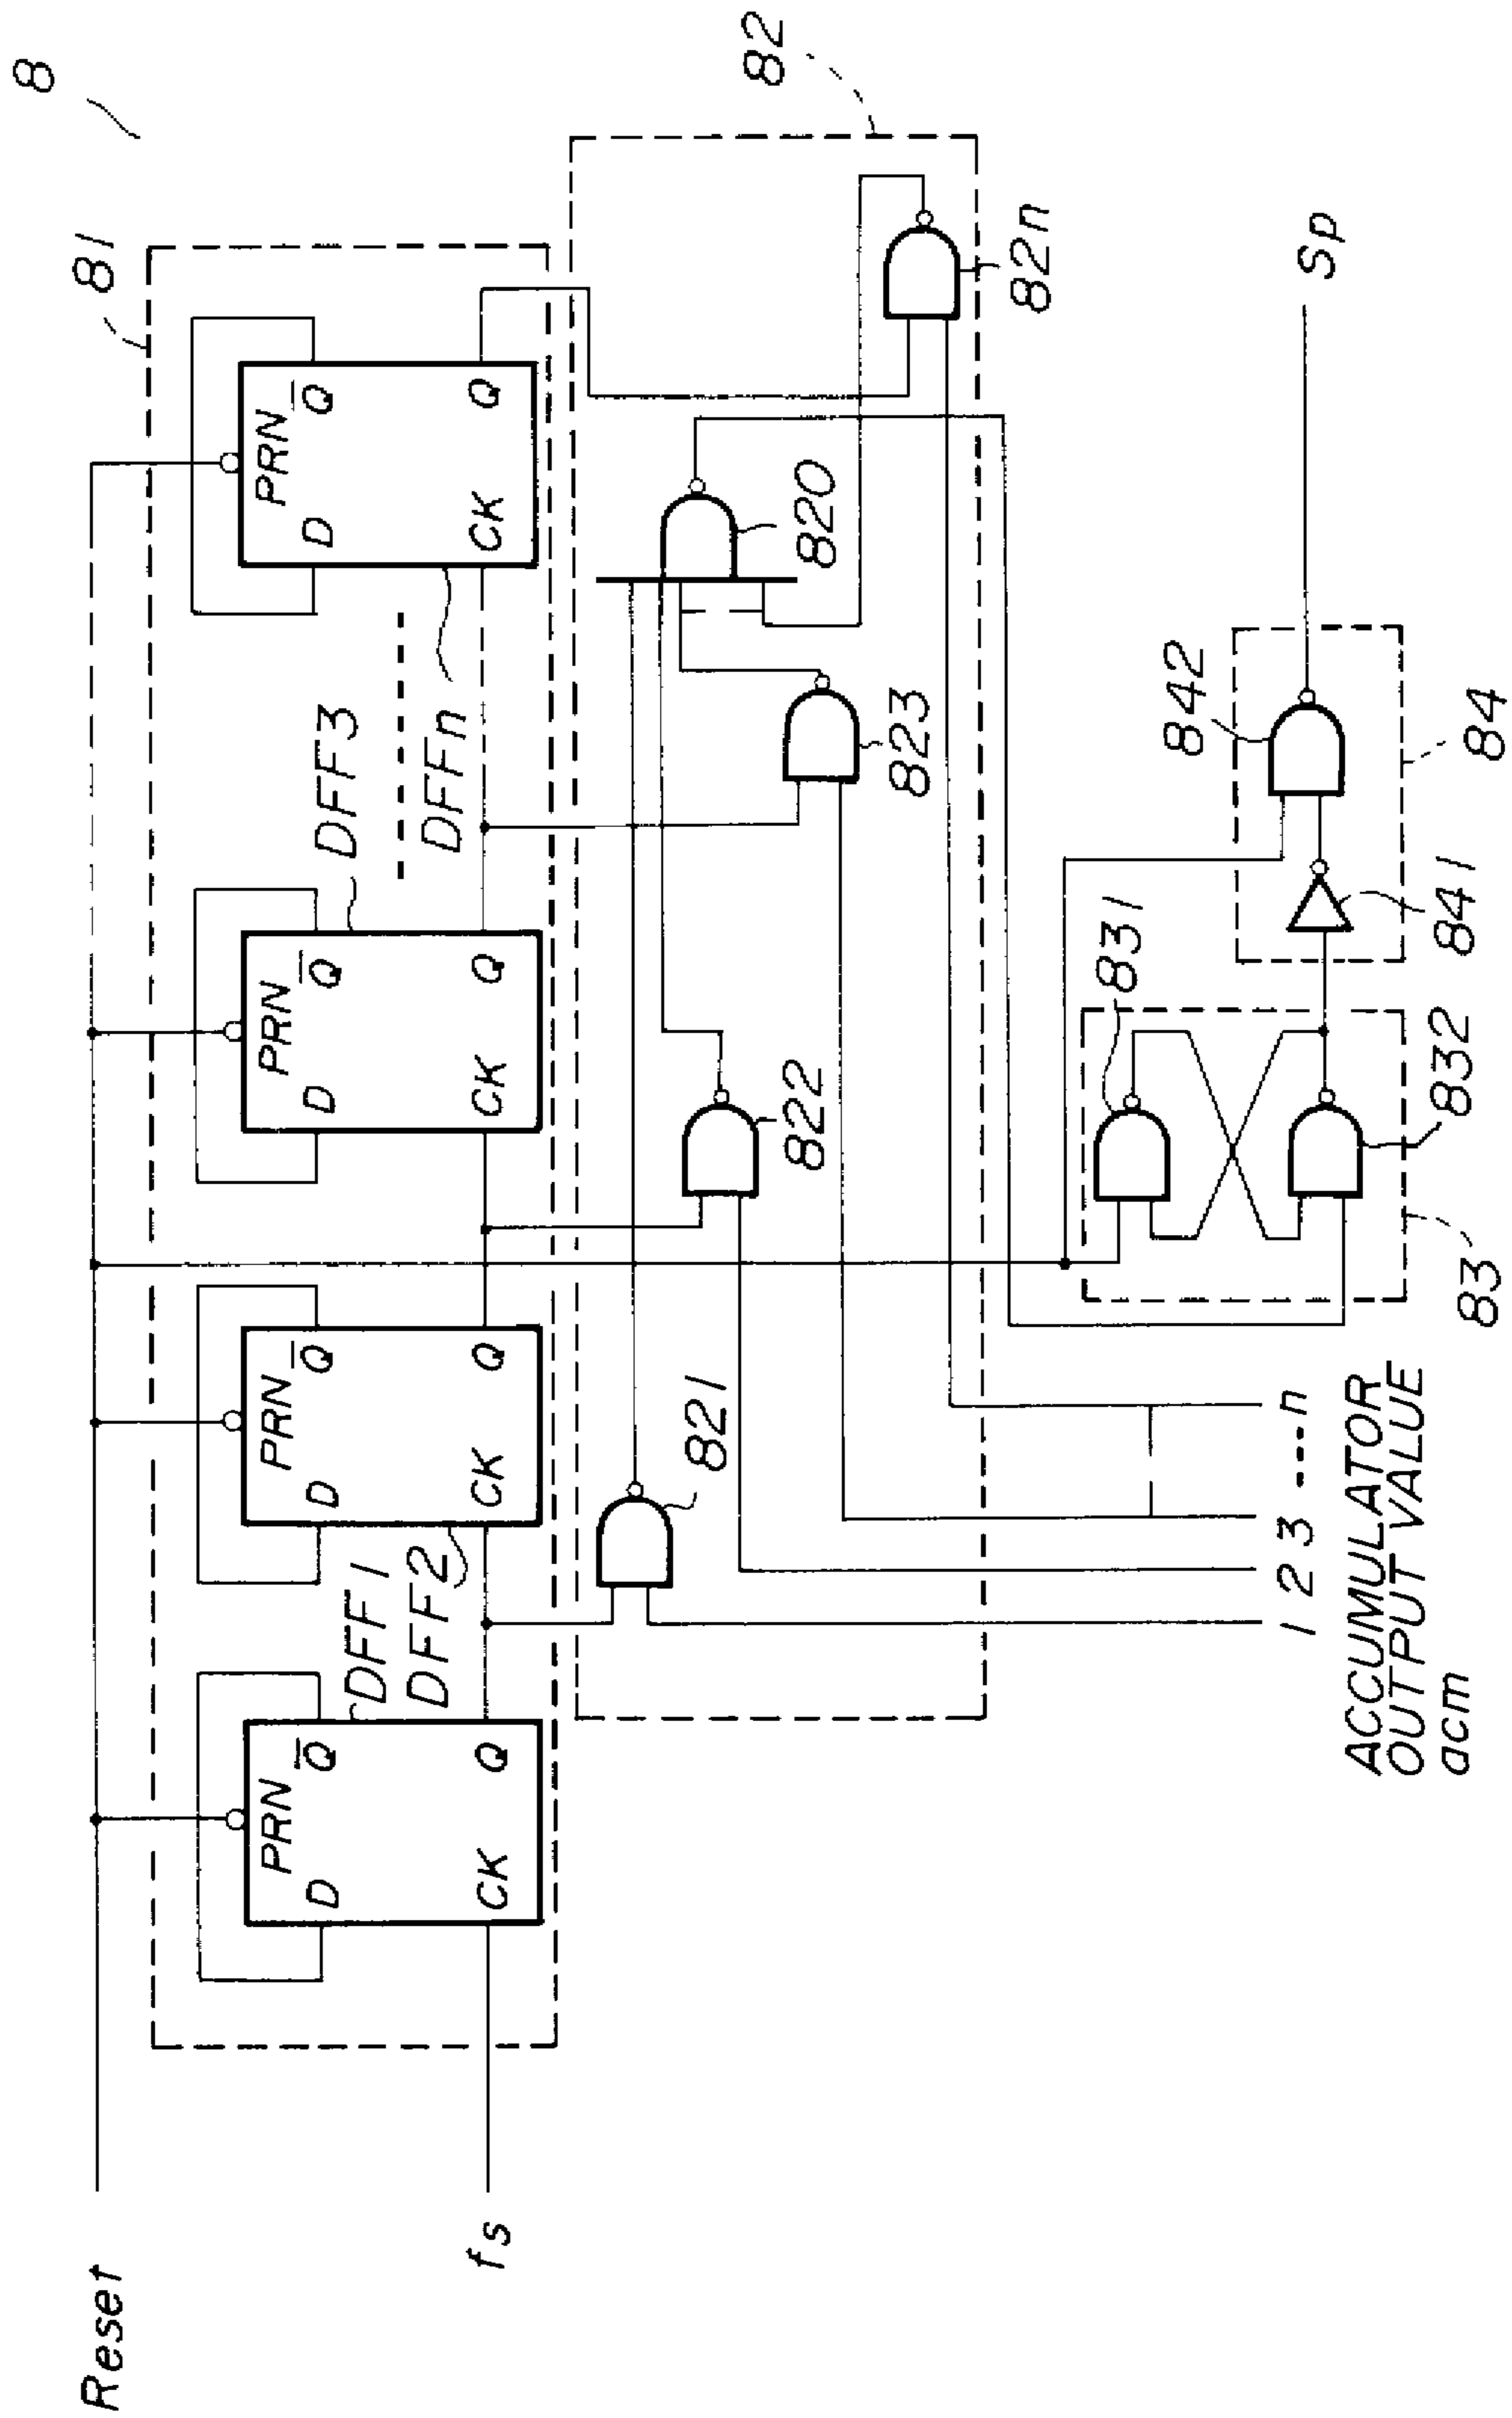 8
81
PRN
D
Q
CK
Q
DFF1
PRN
D
Q
CK
Q
DFF2
PRN
D
Q
CK
Q
DFF3
PRN
D
Q
CK
Q
DFFn
Reset
fs
82
821
822
823
820
82n
831
832
83
841
842
84
Sp
1 2 3 --- n
ACCUMULATOR
OUTPUT VALUE
acm